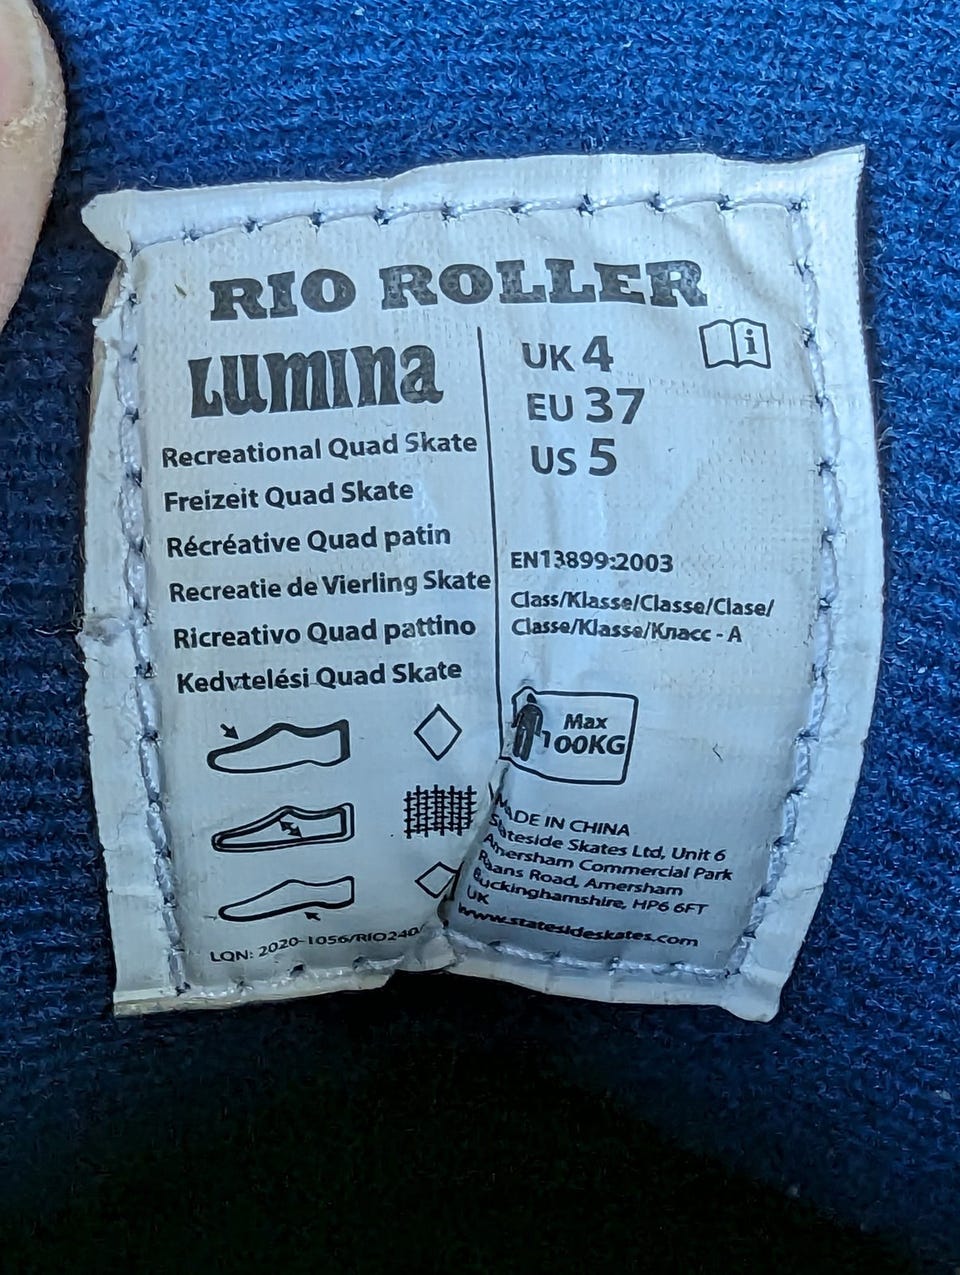 RIO ROLLER
LUMINA
Recreational Quad Skate
Freizeit Quad Skate
Récréative Quad patin
Recreatie de Vierling Skate
Ricreativo Quad pattino
Kedvtelési Quad Skate
LQN: 2020-1056/RIO240/
UK 4
EU 37
US 5
i
EN13899:2003
Class/Klasse/Classe/Clase/
Classe/Klasse/Класс - A
Max
100KG
MADE IN CHINA
Stateside Skates Ltd, Unit 6
Amersham Commercial Park
Raans Road, Amersham
Buckinghamshire, HP6 6FT
UK
www.statesideskates.com